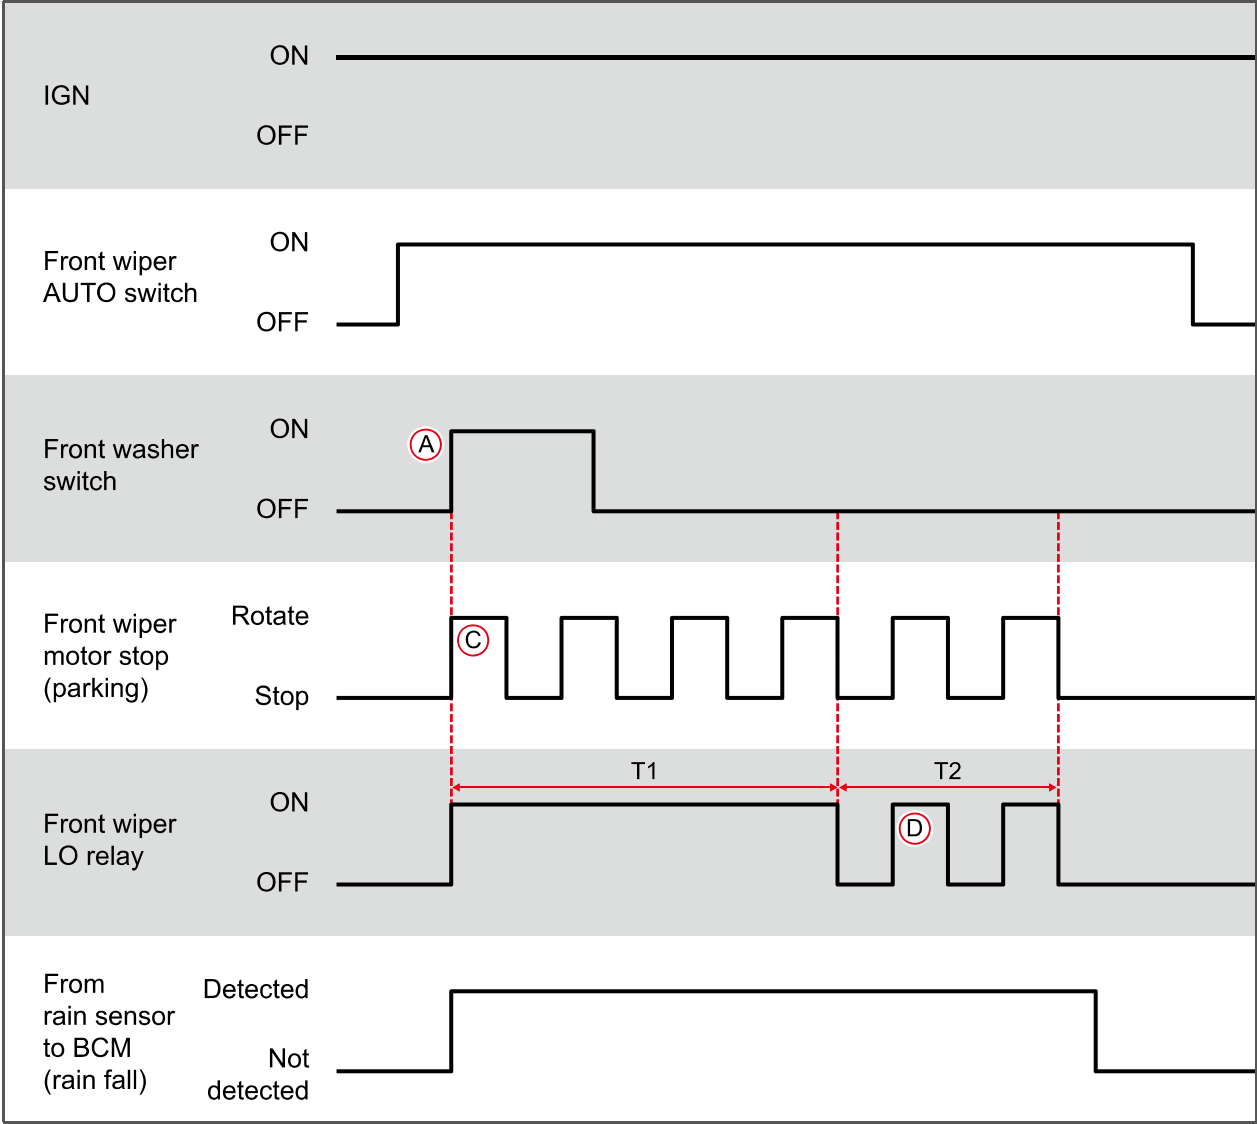 IGN
ON
OFF
Front wiper
AUTO switch
ON
OFF
Front washer
switch
ON
OFF
A
Front wiper
motor stop
(parking)
Rotate
Stop
C
Front wiper
LO relay
ON
OFF
T1
T2
D
From
rain sensor
to BCM
(rain fall)
Detected
Not
detected